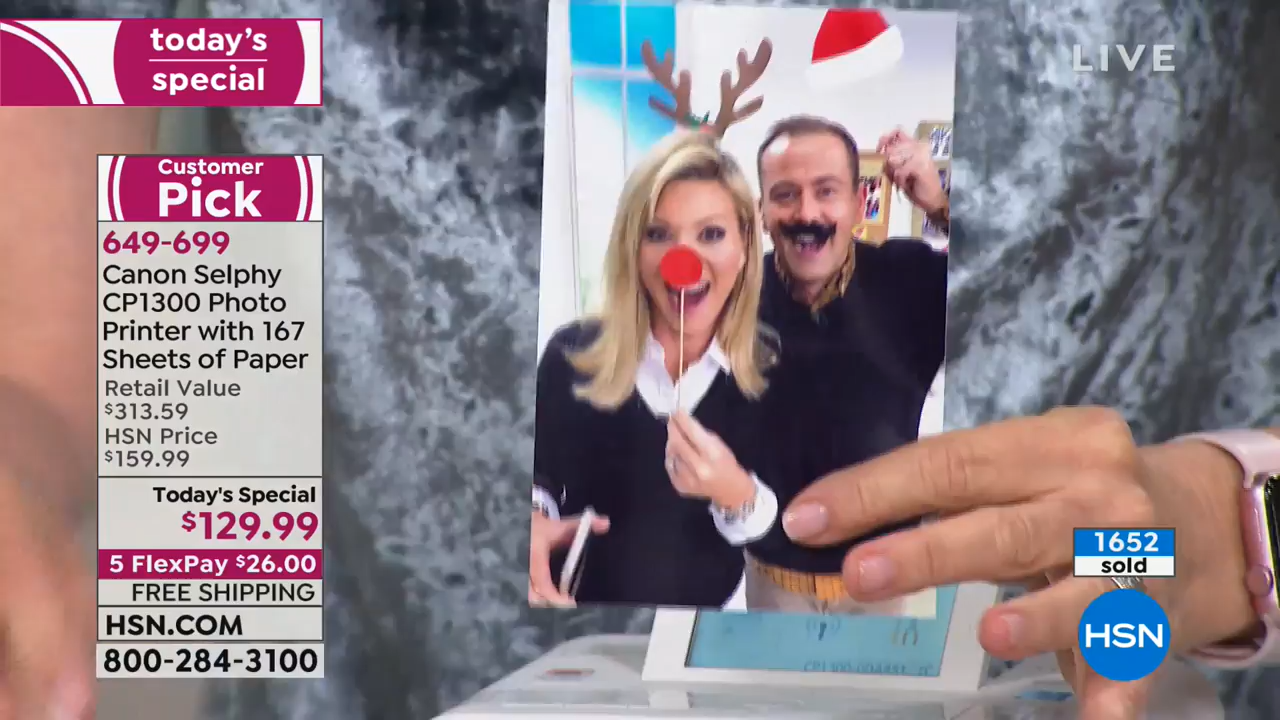 today's
special
LIVE
Customer
Pick
649-699
Canon Selphy
CP1300 Photo
Printer with 167
Sheets of Paper
Retail Value
$313.59
HSN Price
$159.99
Today's Special
$129.99
5 FlexPay $26.00
FREE SHIPPING
HSN.COM
800-284-3100
1652
sold
HSN